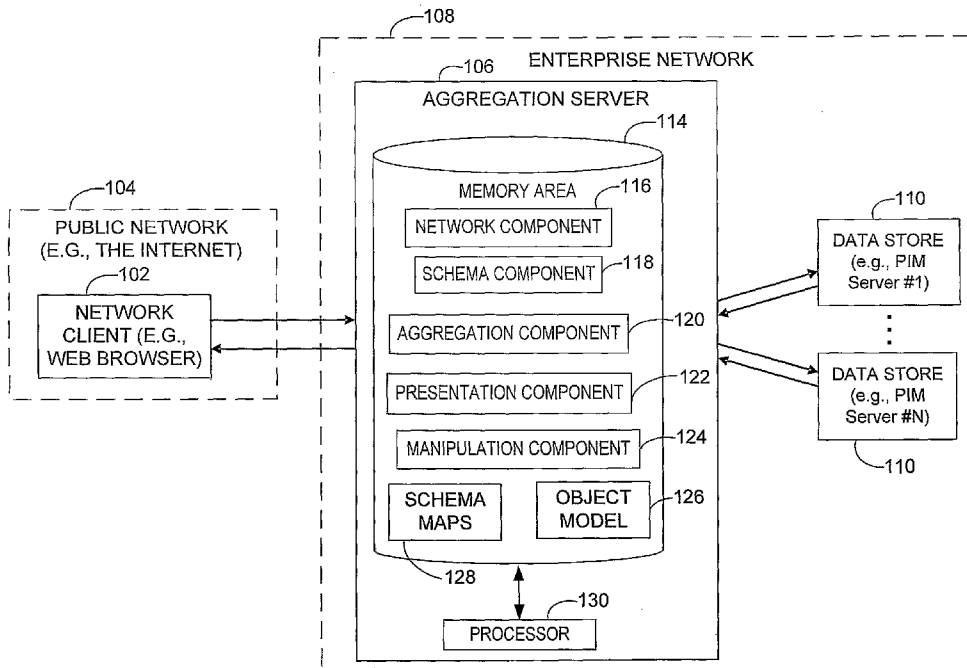 108
ENTERPRISE NETWORK
106
AGGREGATION SERVER
114
MEMORY AREA
116
NETWORK COMPONENT
SCHEMA COMPONENT
118
AGGREGATION COMPONENT
120
PRESENTATION COMPONENT
122
MANIPULATION COMPONENT
124
SCHEMA
MAPS
128
OBJECT
MODEL
126
130
PROCESSOR
104
PUBLIC NETWORK
(E.G., THE INTERNET)
102
NETWORK
CLIENT (E.G.,
WEB BROWSER)
110
DATA STORE
(e.g., PIM
Server #1)
DATA STORE
(e.g., PIM
Server #N)
110